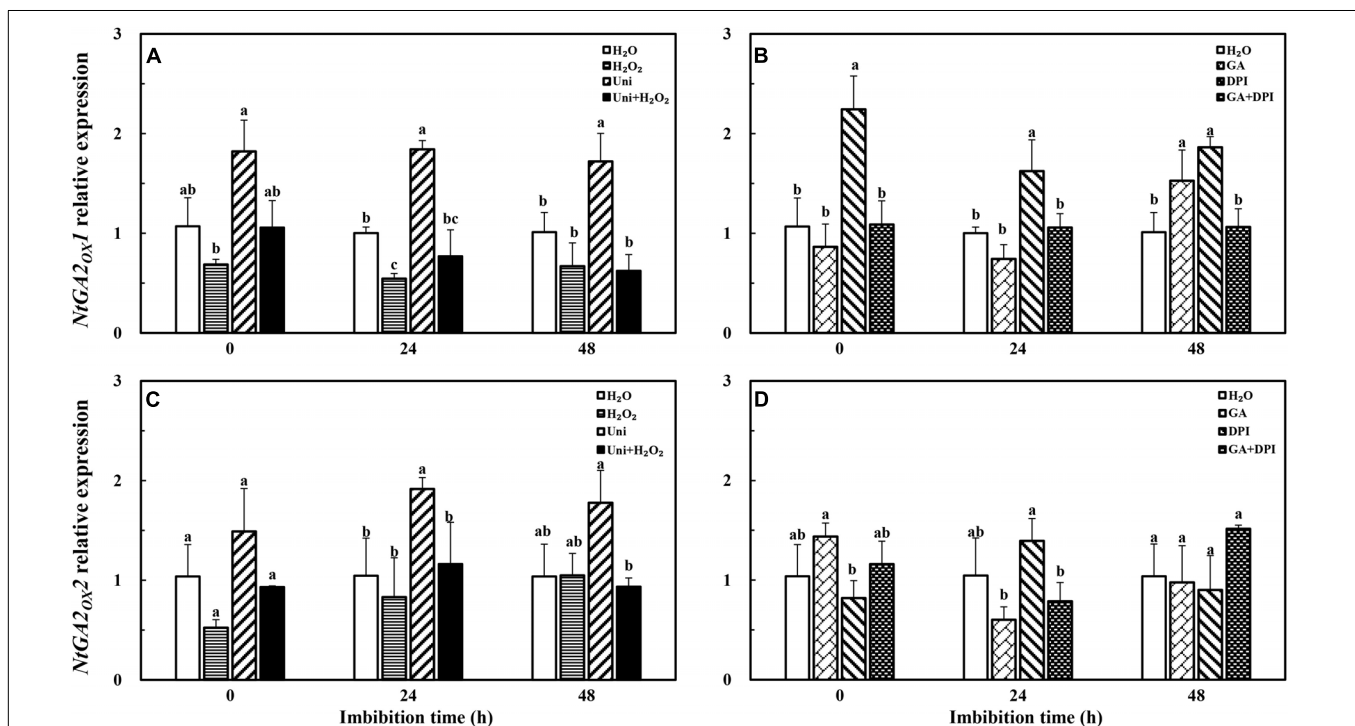 A
NtGA2OX1 relative expression
3
2
1
0
H₂O
H₂O₂
Uni
Uni+H₂O₂
ab b a ab
b c a bc
b b a b
0 24 48
B
3
2
1
0
H₂O
GA
DPI
GA+DPI
b b a b
b b a b
b a a b
0 24 48
C
NtGA2OX2 relative expression
3
2
1
0
H₂O
H₂O₂
Uni
Uni+H₂O₂
a a a a
b b a b
ab ab a b
0 24 48
Imbibition time (h)
D
3
2
1
0
H₂O
GA
DPI
GA+DPI
ab a b ab
ab b a b
a a a a
0 24 48
Imbibition time (h)